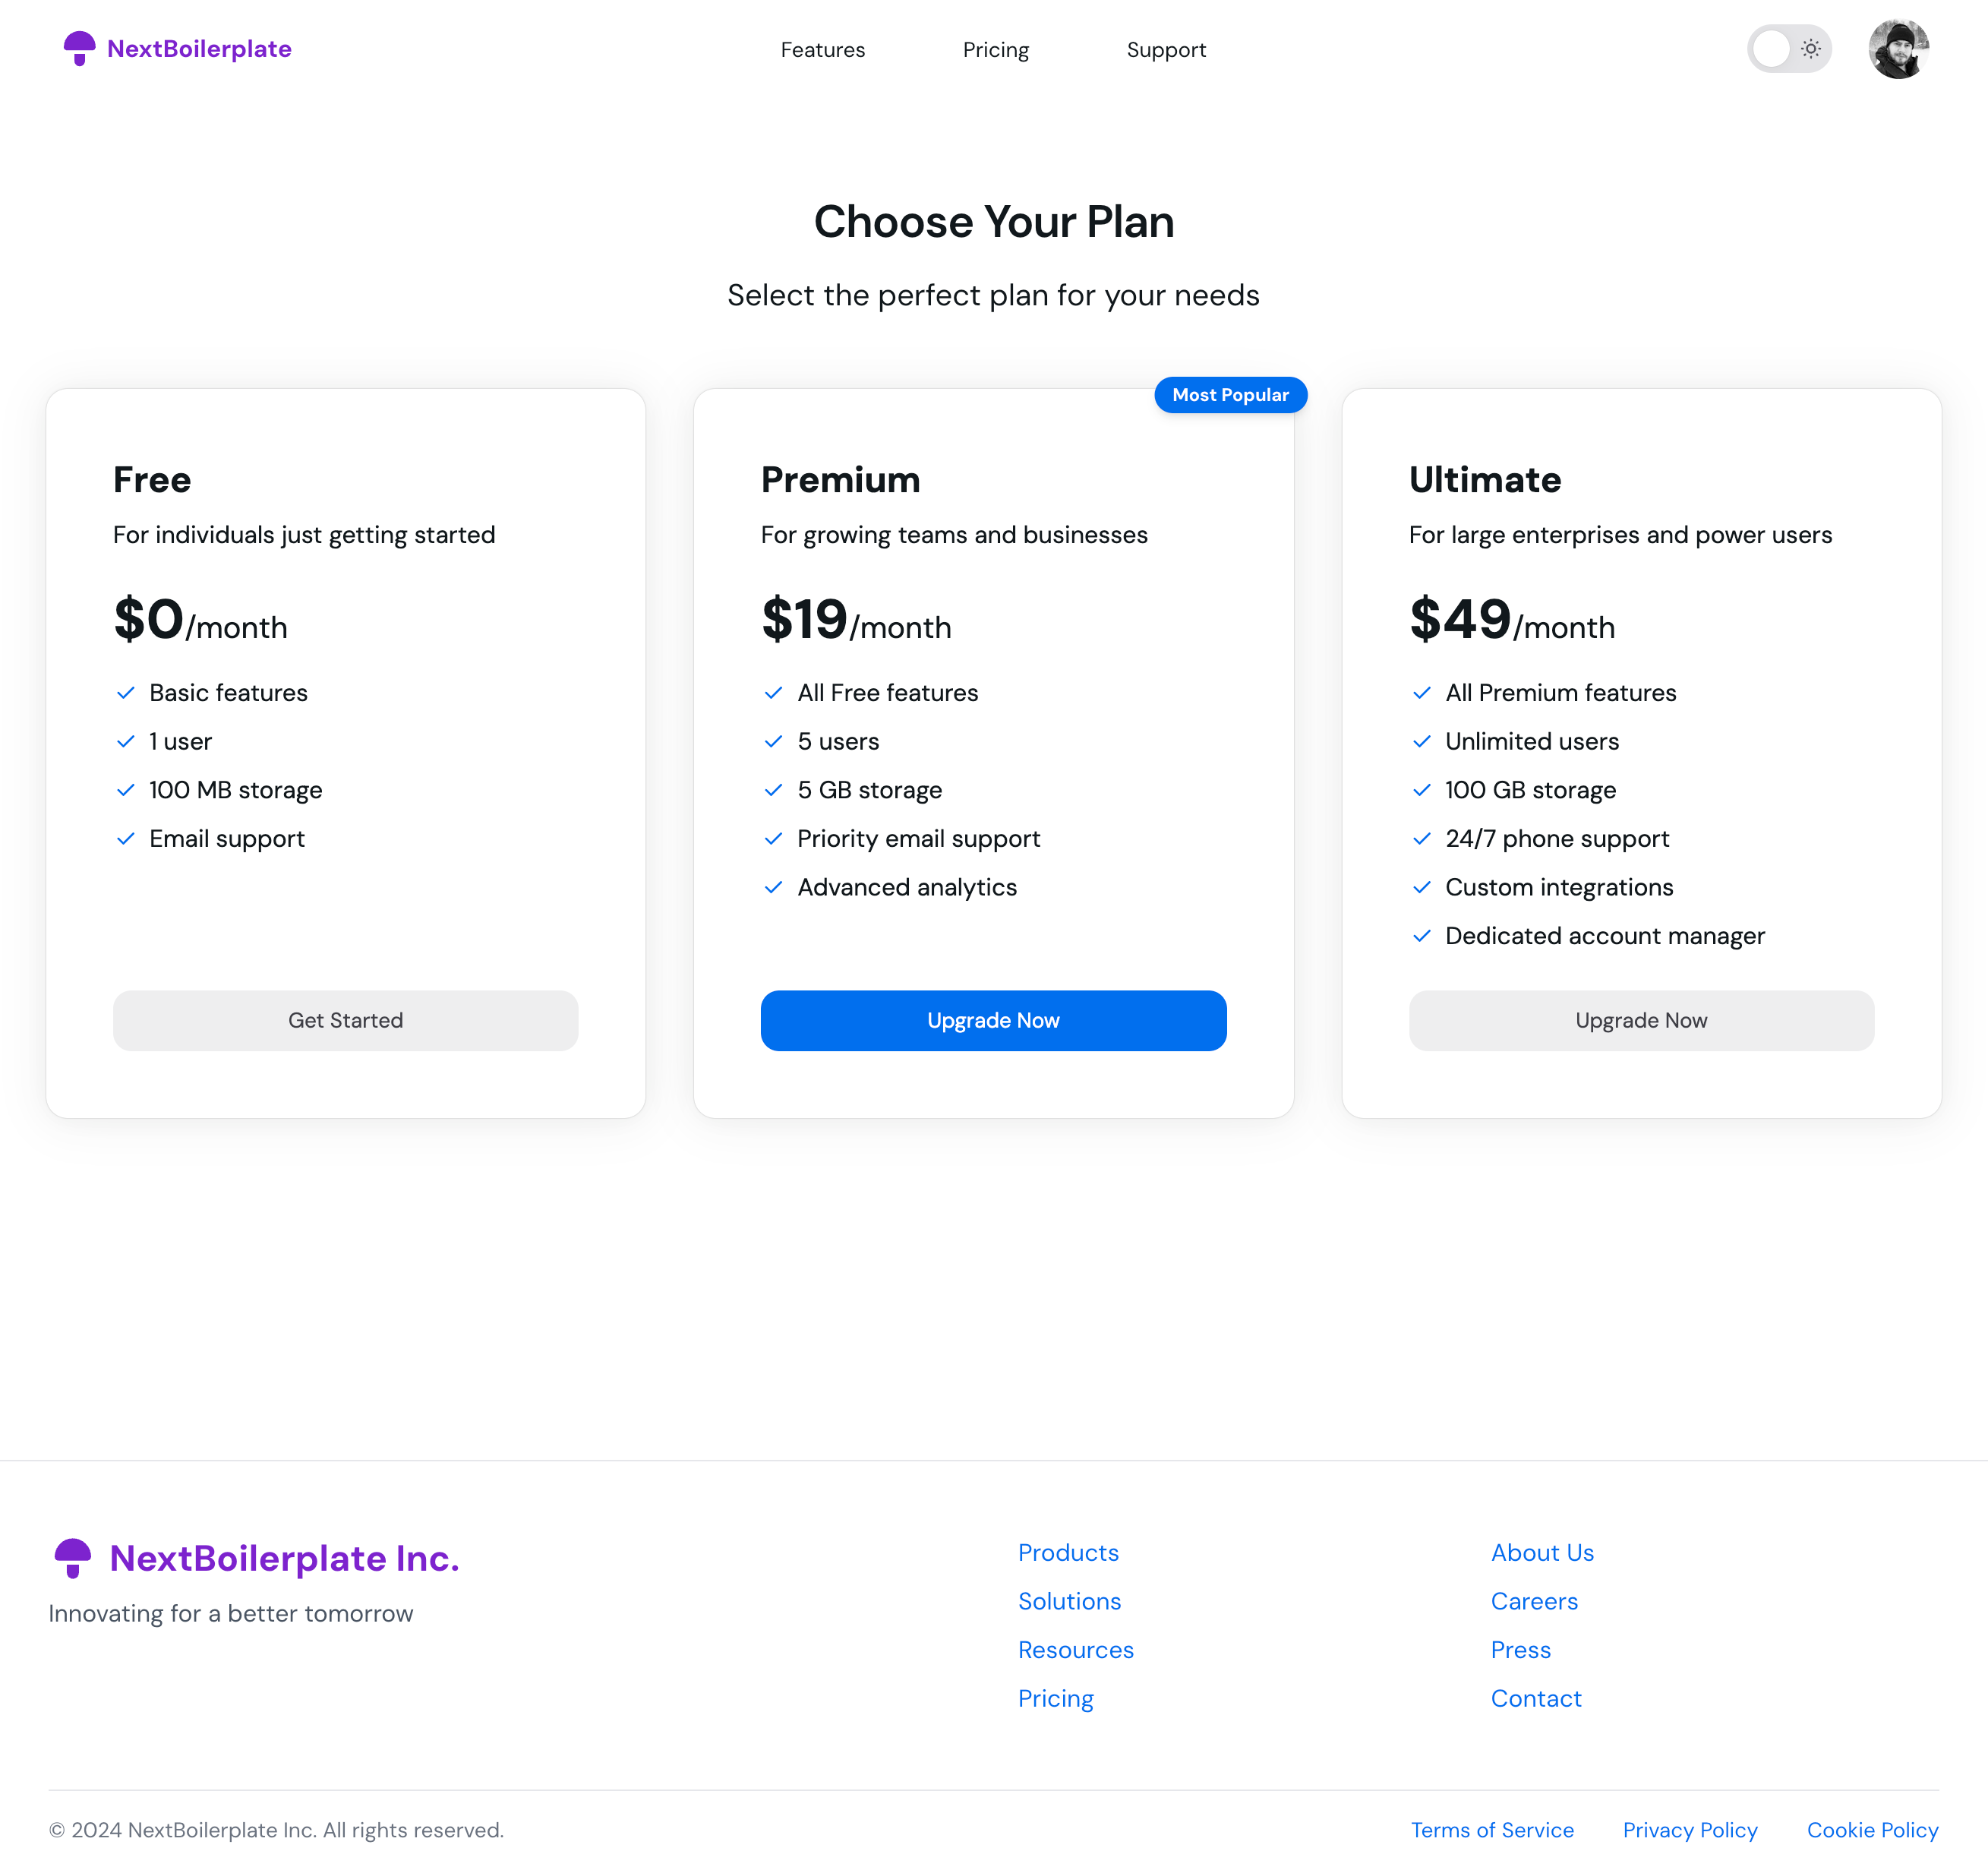 NextBoilerplate
Features
Pricing
Support
Choose Your Plan
Select the perfect plan for your needs
Free
For individuals just getting started
$0/month
Basic features
1 user
100 MB storage
Email support
Get Started
Most Popular
Premium
For growing teams and businesses
$19/month
All Free features
5 users
5 GB storage
Priority email support
Advanced analytics
Upgrade Now
Ultimate
For large enterprises and power users
$49/month
All Premium features
Unlimited users
100 GB storage
24/7 phone support
Custom integrations
Dedicated account manager
Upgrade Now
NextBoilerplate Inc.
Innovating for a better tomorrow
Products
Solutions
Resources
Pricing
About Us
Careers
Press
Contact
© 2024 NextBoilerplate Inc. All rights reserved.
Terms of Service
Privacy Policy
Cookie Policy